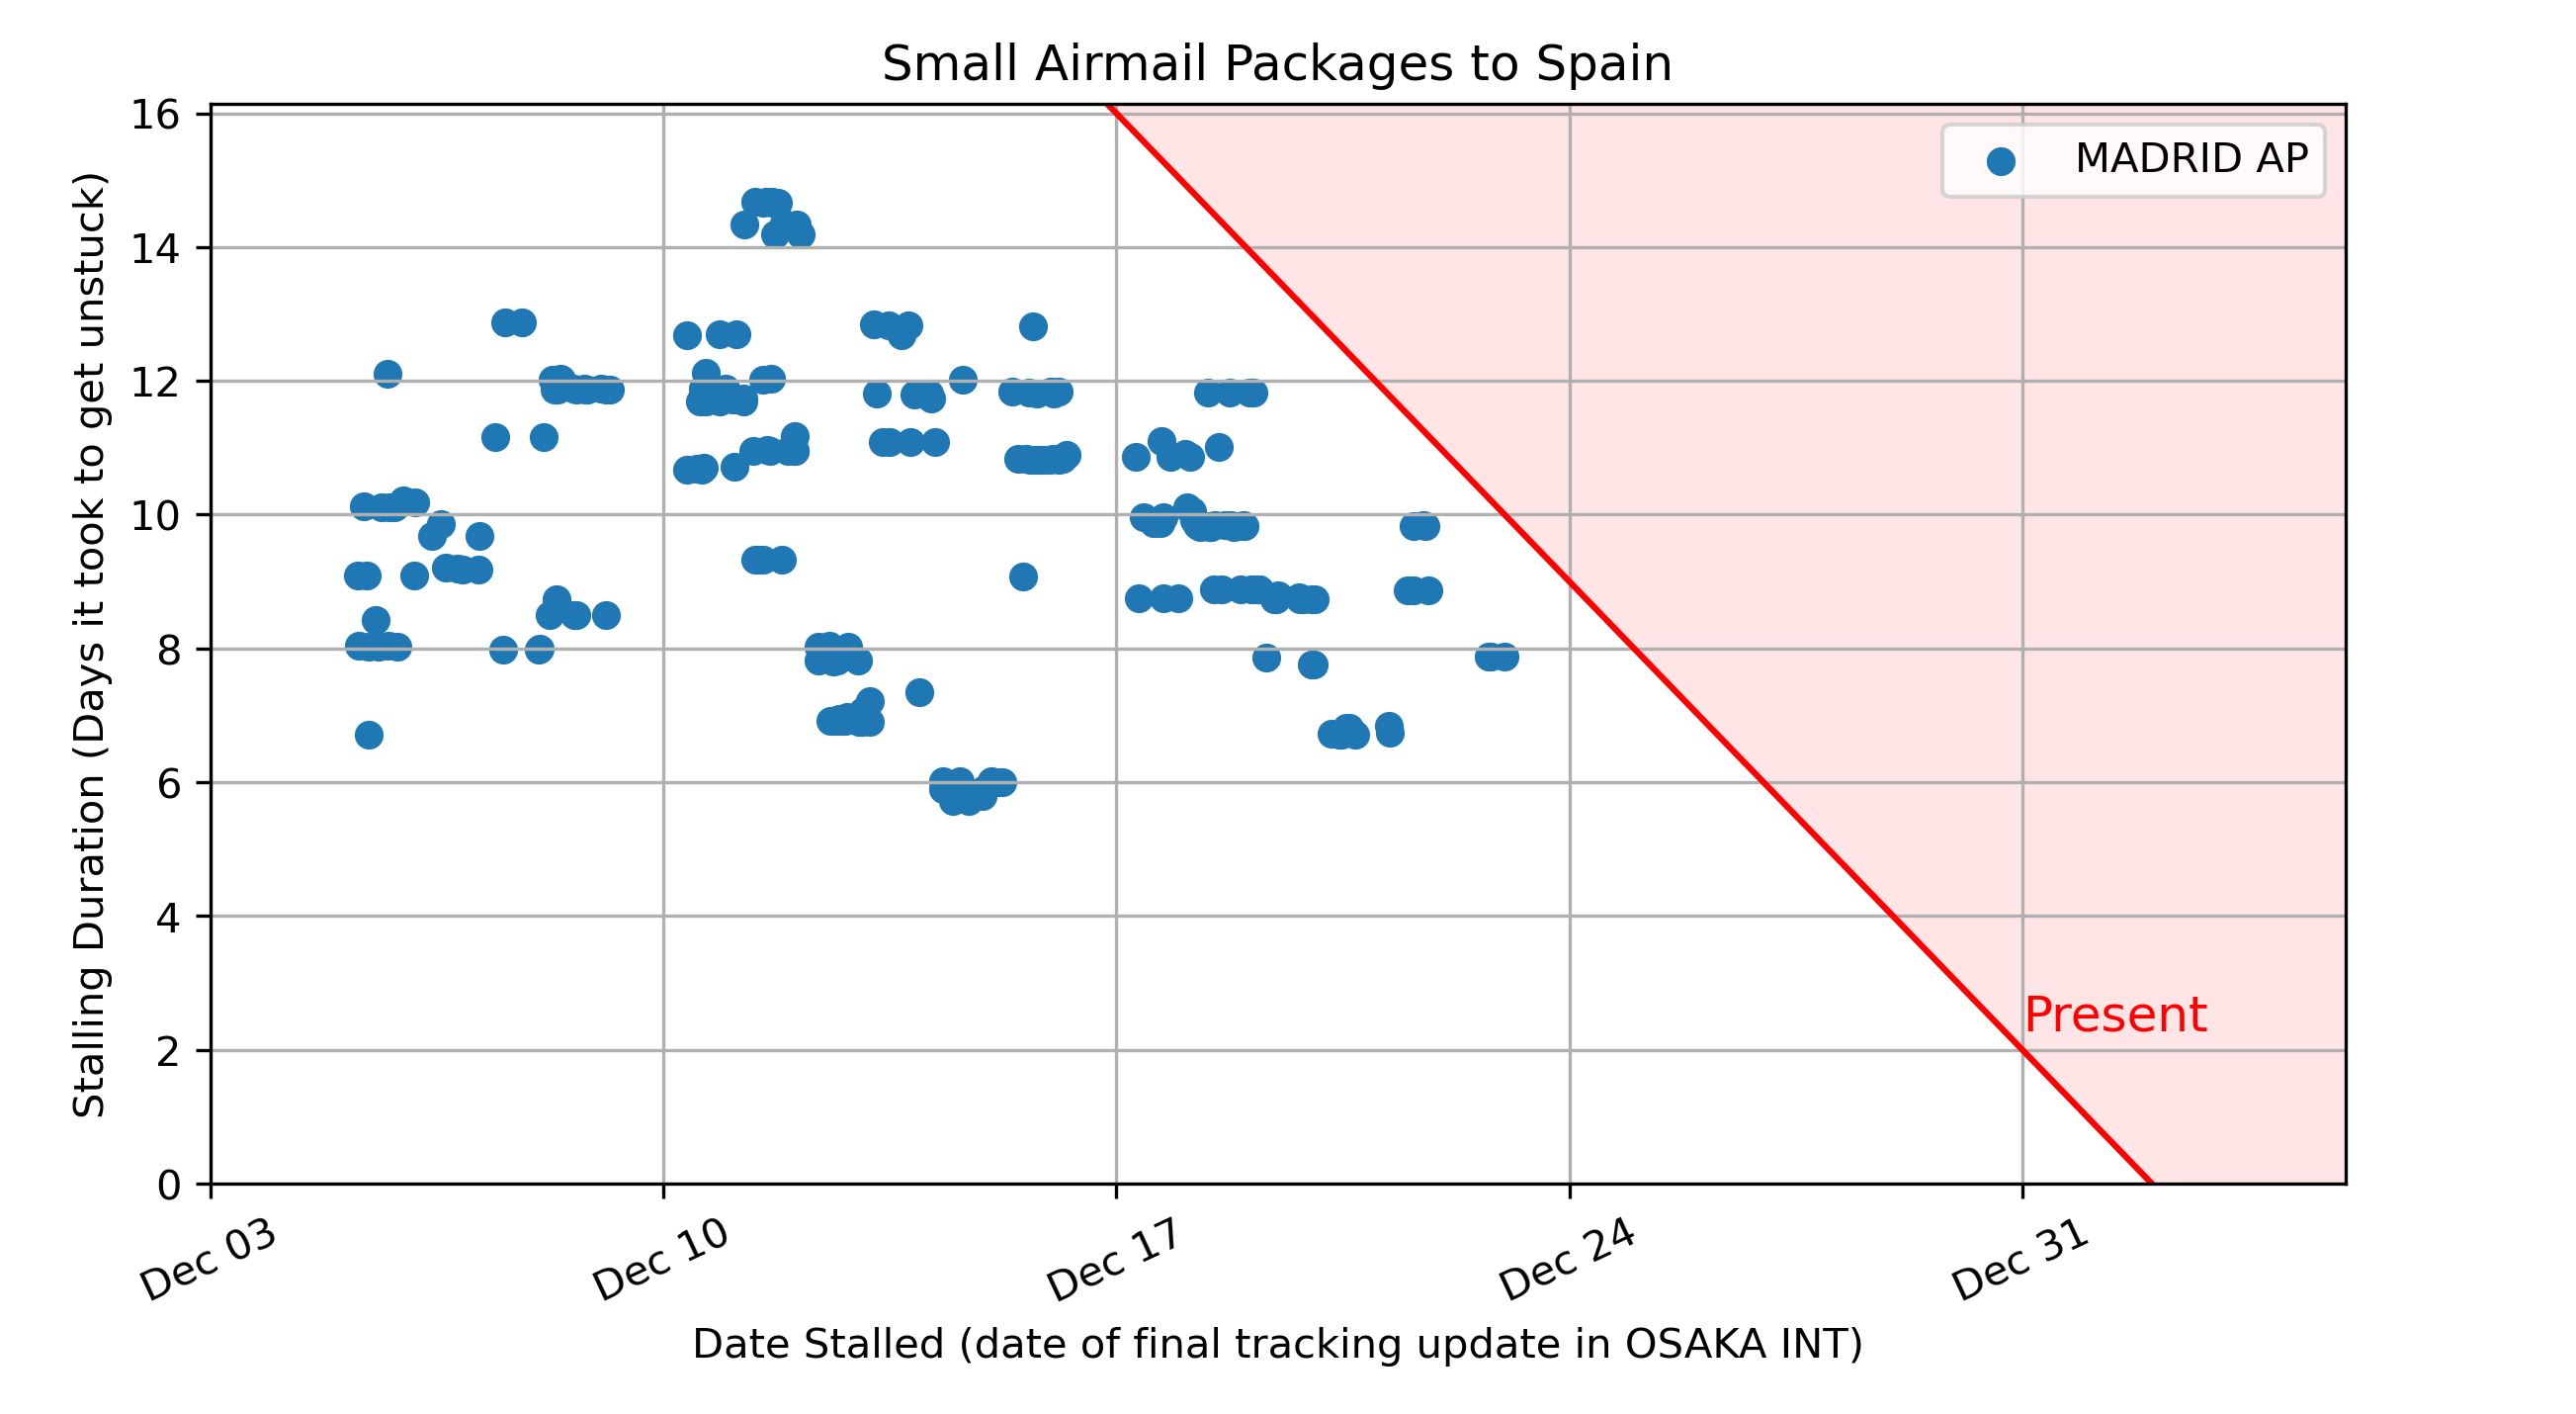 Small Airmail Packages to Spain
MADRID AP
Stalling Duration (Days it took to get unstuck)
16
14
12
10
8
6
4
2
0
Present
Dec 03
Dec 10
Dec 17
Dec 24
Dec 31
Date Stalled (date of final tracking update in OSAKA INT)